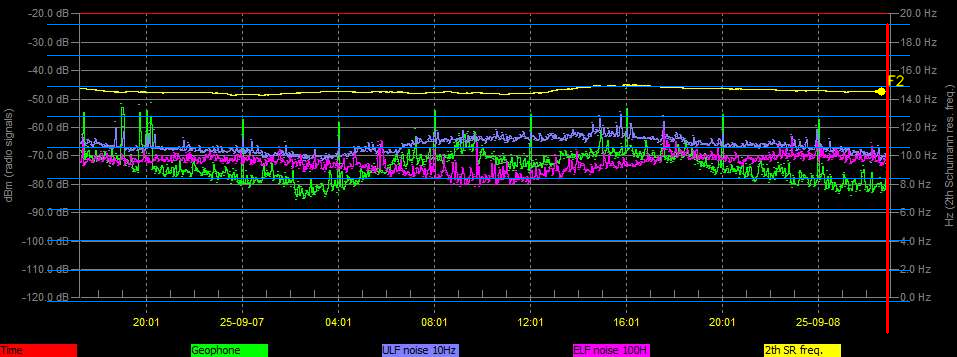 -20.0 dB
20.0 Hz
-30.0 dB
18.0 Hz
-40.0 dB
16.0 Hz
F2
-50.0 dB
14.0 Hz
-60.0 dB
12.0 Hz
-70.0 dB
10.0 Hz
-80.0 dB
8.0 Hz
-90.0 dB
6.0 Hz
-100.0 dB
4.0 Hz
-110.0 dB
2.0 Hz
-120.0 dB
0.0 Hz
dBm (radio signals)
Hz (2th Schumann res. freq.)
20:01 25-09-07 04:01 08:01 12:01 16:01 20:01 25-09-08
Time Geophone ULF noise 10Hz ELF noise 100H 2th SR freq.